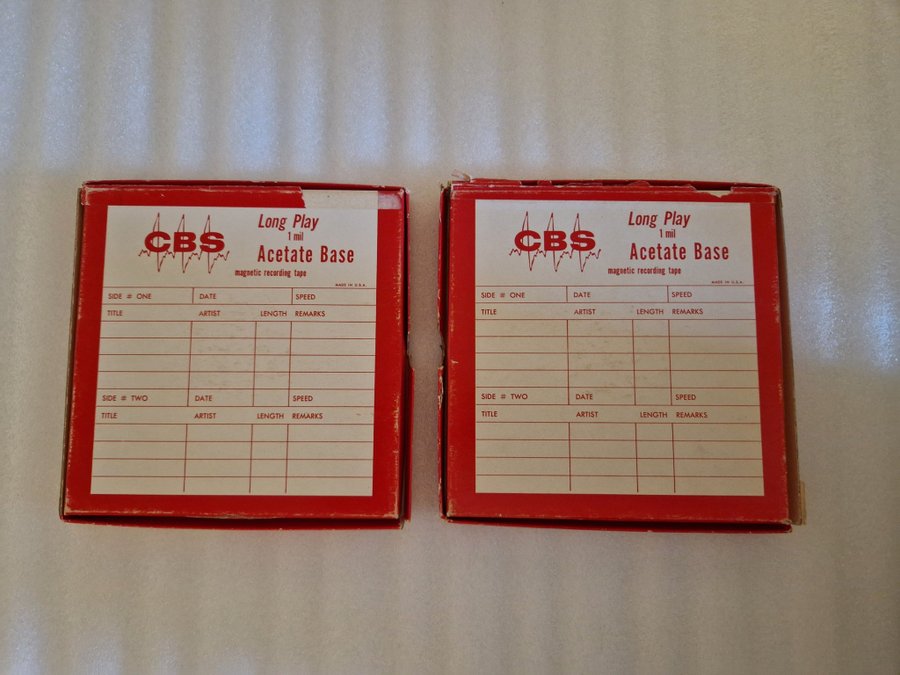 CBS
Long Play
1 mil
Acetate Base
magnetic recording tape
MADE IN U.S.A.
SIDE # ONE DATE SPEED
TITLE ARTIST LENGTH REMARKS
SIDE # TWO DATE SPEED
TITLE ARTIST LENGTH REMARKS
CBS
Long Play
1 mil
Acetate Base
magnetic recording tape
MADE IN U.S.A.
SIDE # ONE DATE SPEED
TITLE ARTIST LENGTH REMARKS
SIDE # TWO DATE SPEED
TITLE ARTIST LENGTH REMARKS